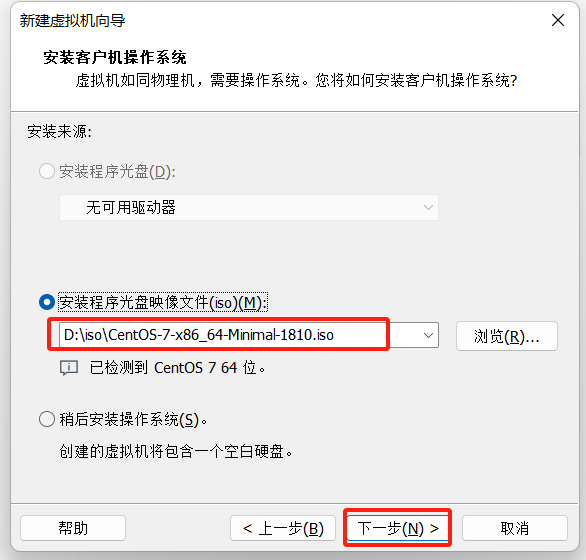 新建虚拟机向导
安装客户机操作系统
虚拟机如同物理机，需要操作系统。您将如何安装客户机操作系统?
安装来源:
安装程序光盘(D):
无可用驱动器
安装程序光盘映像文件(iso)(M):
D:\iso\CentOS-7-x86_64-Minimal-1810.iso
浏览(R)...
已检测到 CentOS 7 64 位。
稍后安装操作系统(S)。
创建的虚拟机将包含一个空白硬盘。
帮助
< 上一步(B)
下一步(N) >
取消